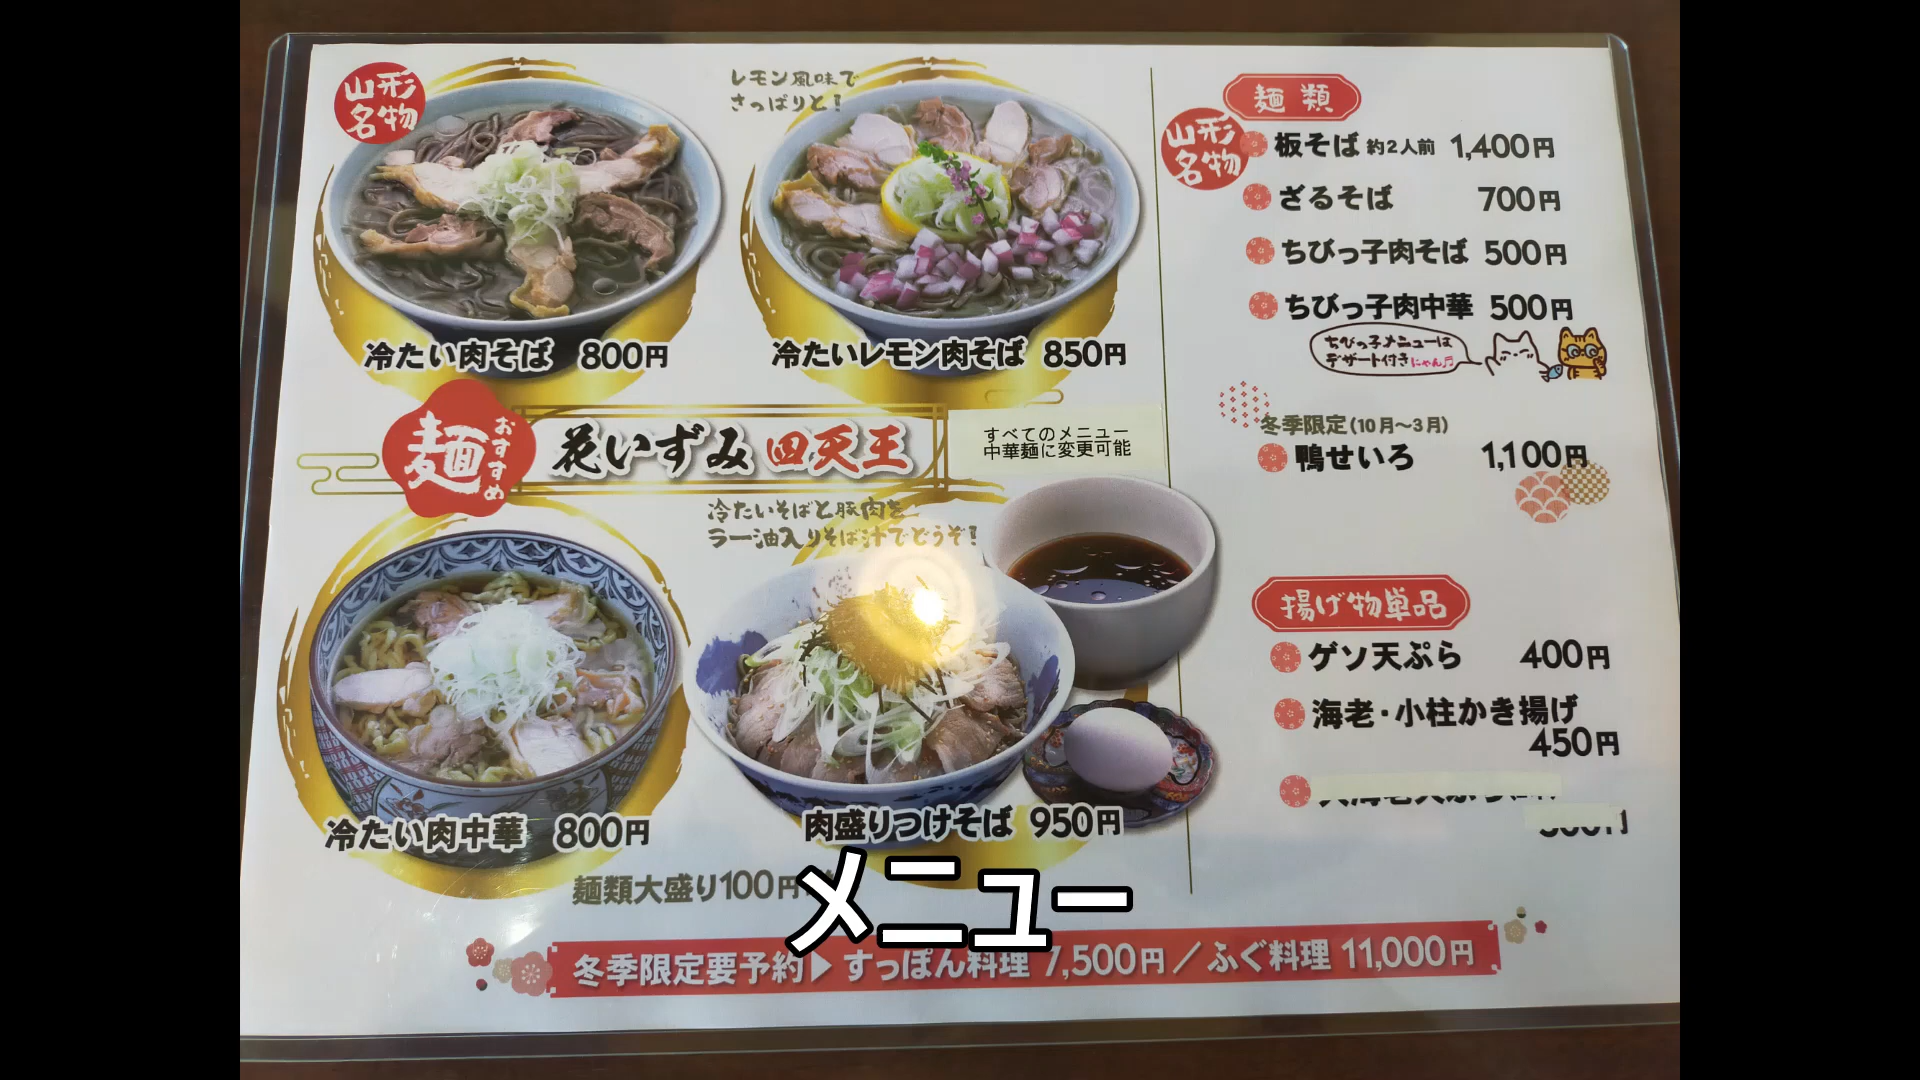 山形
名物
冷たい肉そば 800円
レモン風味で
さっぱりと!
冷たいレモン肉そば 850円
おすすめ
麺
花いずみ 四天王
すべてのメニュー
中華麺に変更可能
冷たいそばと豚肉を
ラー油入りそば汁でどうぞ!
冷たい肉中華 800円
肉盛りつけそば 950円
麺類大盛り100円
麺類
山形
名物
板そば 約2人前 1,400円
ざるそば 700円
ちびっ子肉そば 500円
ちびっ子肉中華 500円
ちびっ子メニューは
デザート付きにゃん♬
冬季限定(10月〜3月)
鴨せいろ 1,100円
揚げ物単品
ゲソ天ぷら 400円
海老・小柱かき揚げ
450円
メニュー
冬季限定要予約▶すっぽん料理 7,500円/ふぐ料理 11,000円